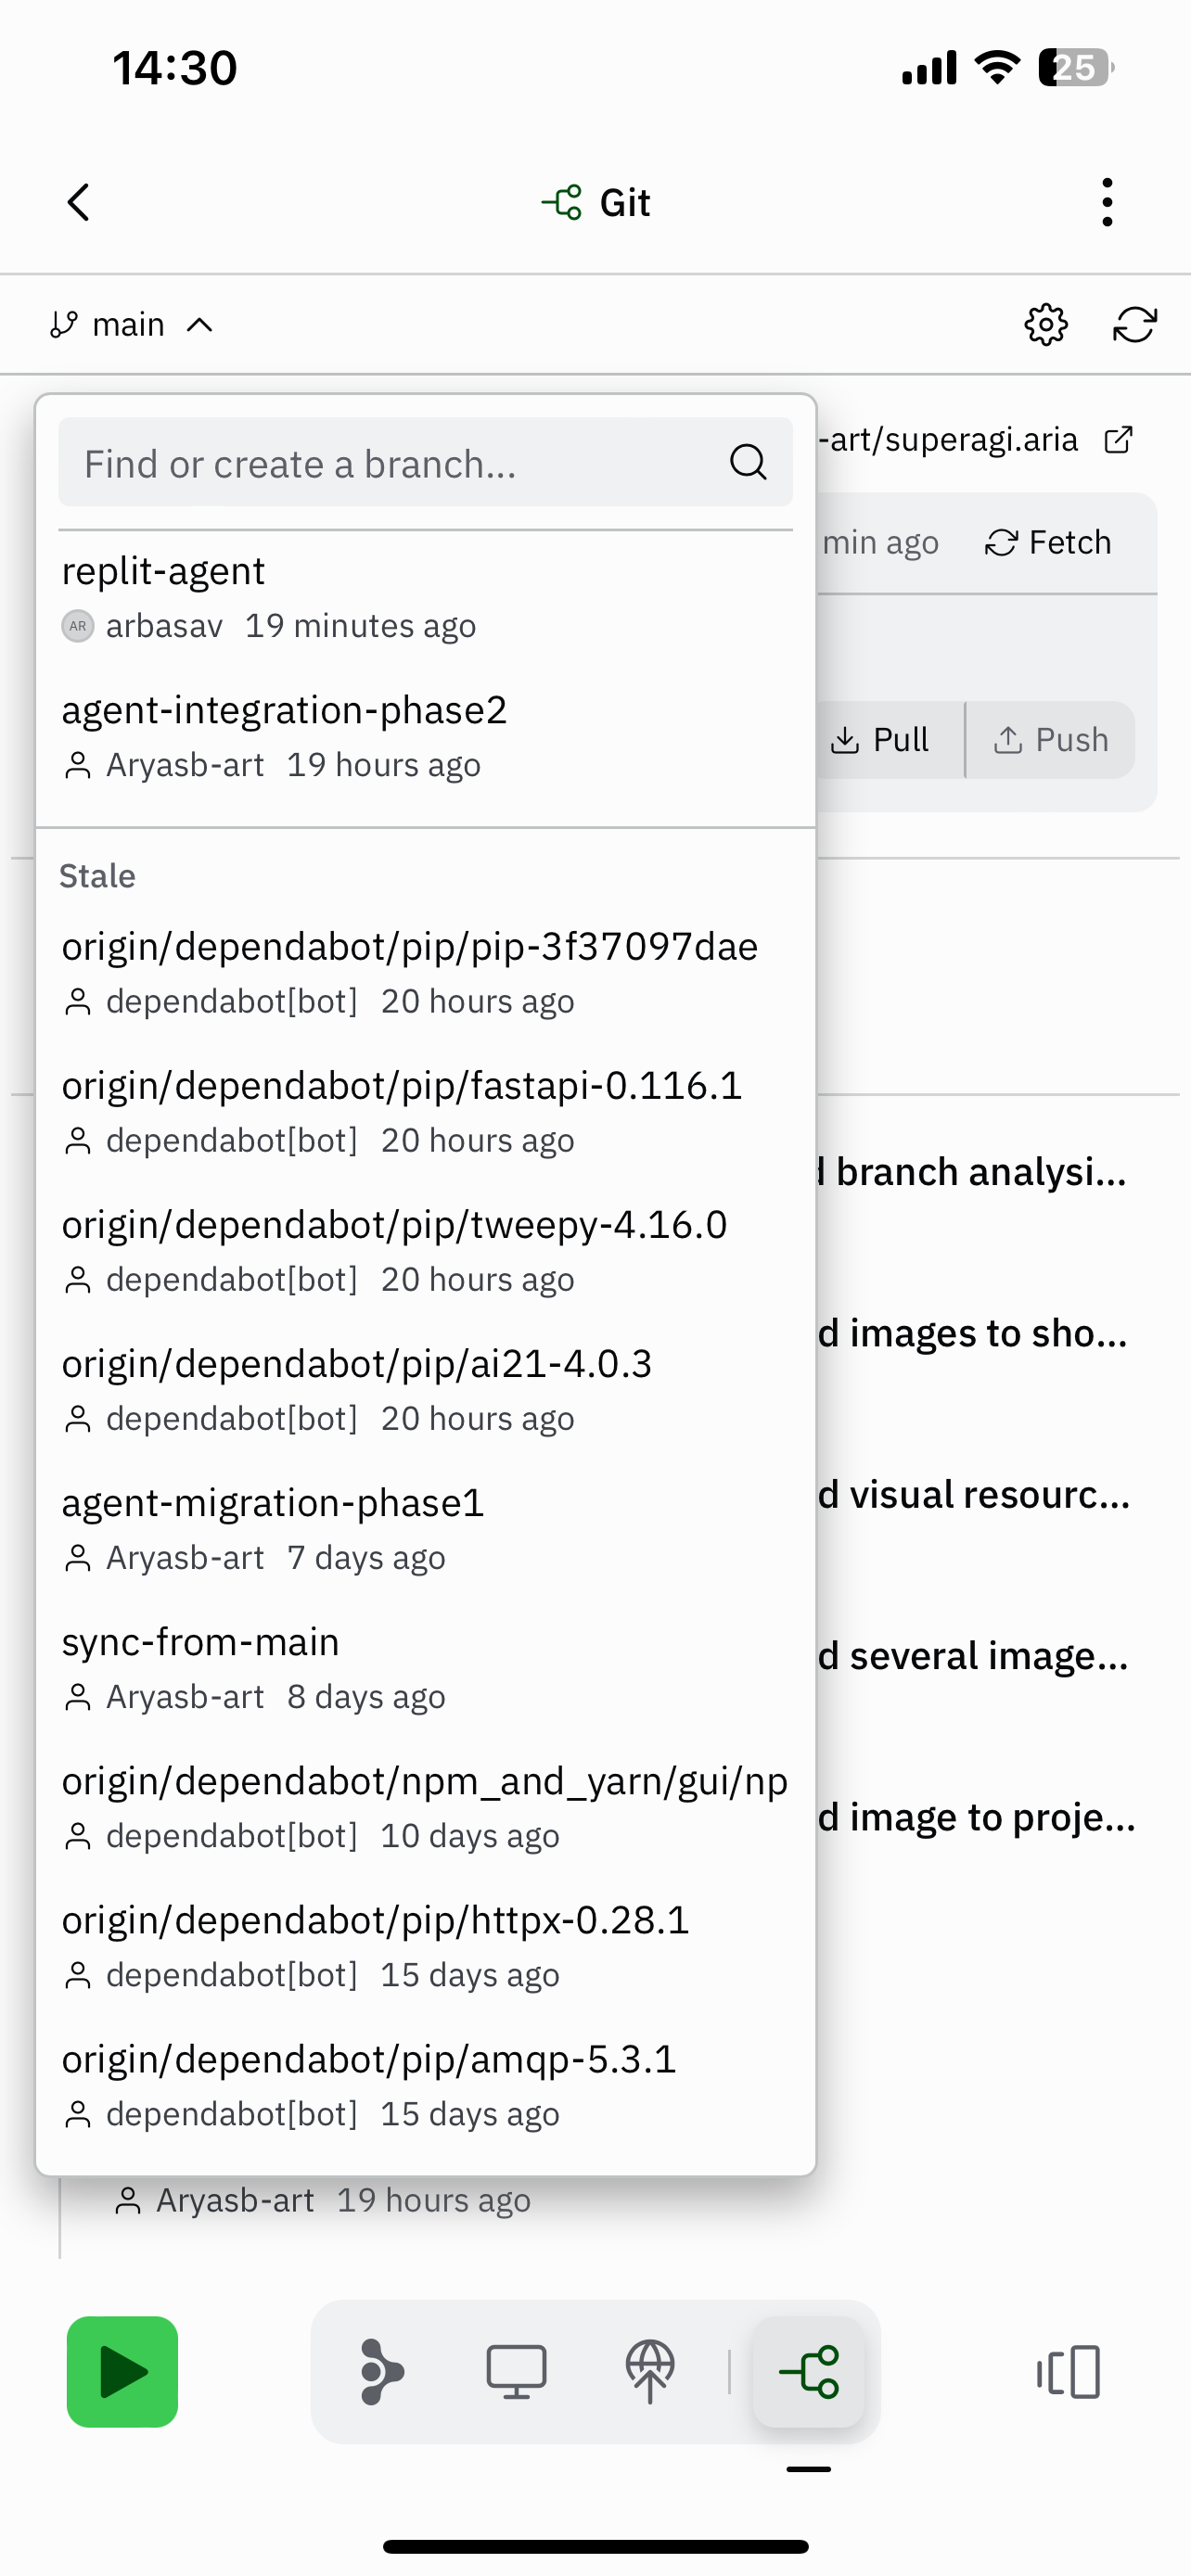 14:30
25
Git
main
Find or create a branch...
-art/superagi.aria
min ago Fetch
replit-agent
AR arbasav 19 minutes ago
agent-integration-phase2
Pull Push
Aryasb-art 19 hours ago
Stale
origin/dependabot/pip/pip-3f37097dae
dependabot[bot] 20 hours ago
origin/dependabot/pip/fastapi-0.116.1
dependabot[bot] 20 hours ago
d branch analysi...
origin/dependabot/pip/tweepy-4.16.0
dependabot[bot] 20 hours ago
d images to sho...
origin/dependabot/pip/ai21-4.0.3
dependabot[bot] 20 hours ago
agent-migration-phase1
d visual resourc...
Aryasb-art 7 days ago
sync-from-main
d several image...
Aryasb-art 8 days ago
origin/dependabot/npm_and_yarn/gui/np
d image to proje...
dependabot[bot] 10 days ago
origin/dependabot/pip/httpx-0.28.1
dependabot[bot] 15 days ago
origin/dependabot/pip/amqp-5.3.1
dependabot[bot] 15 days ago
Aryasb-art 19 hours ago